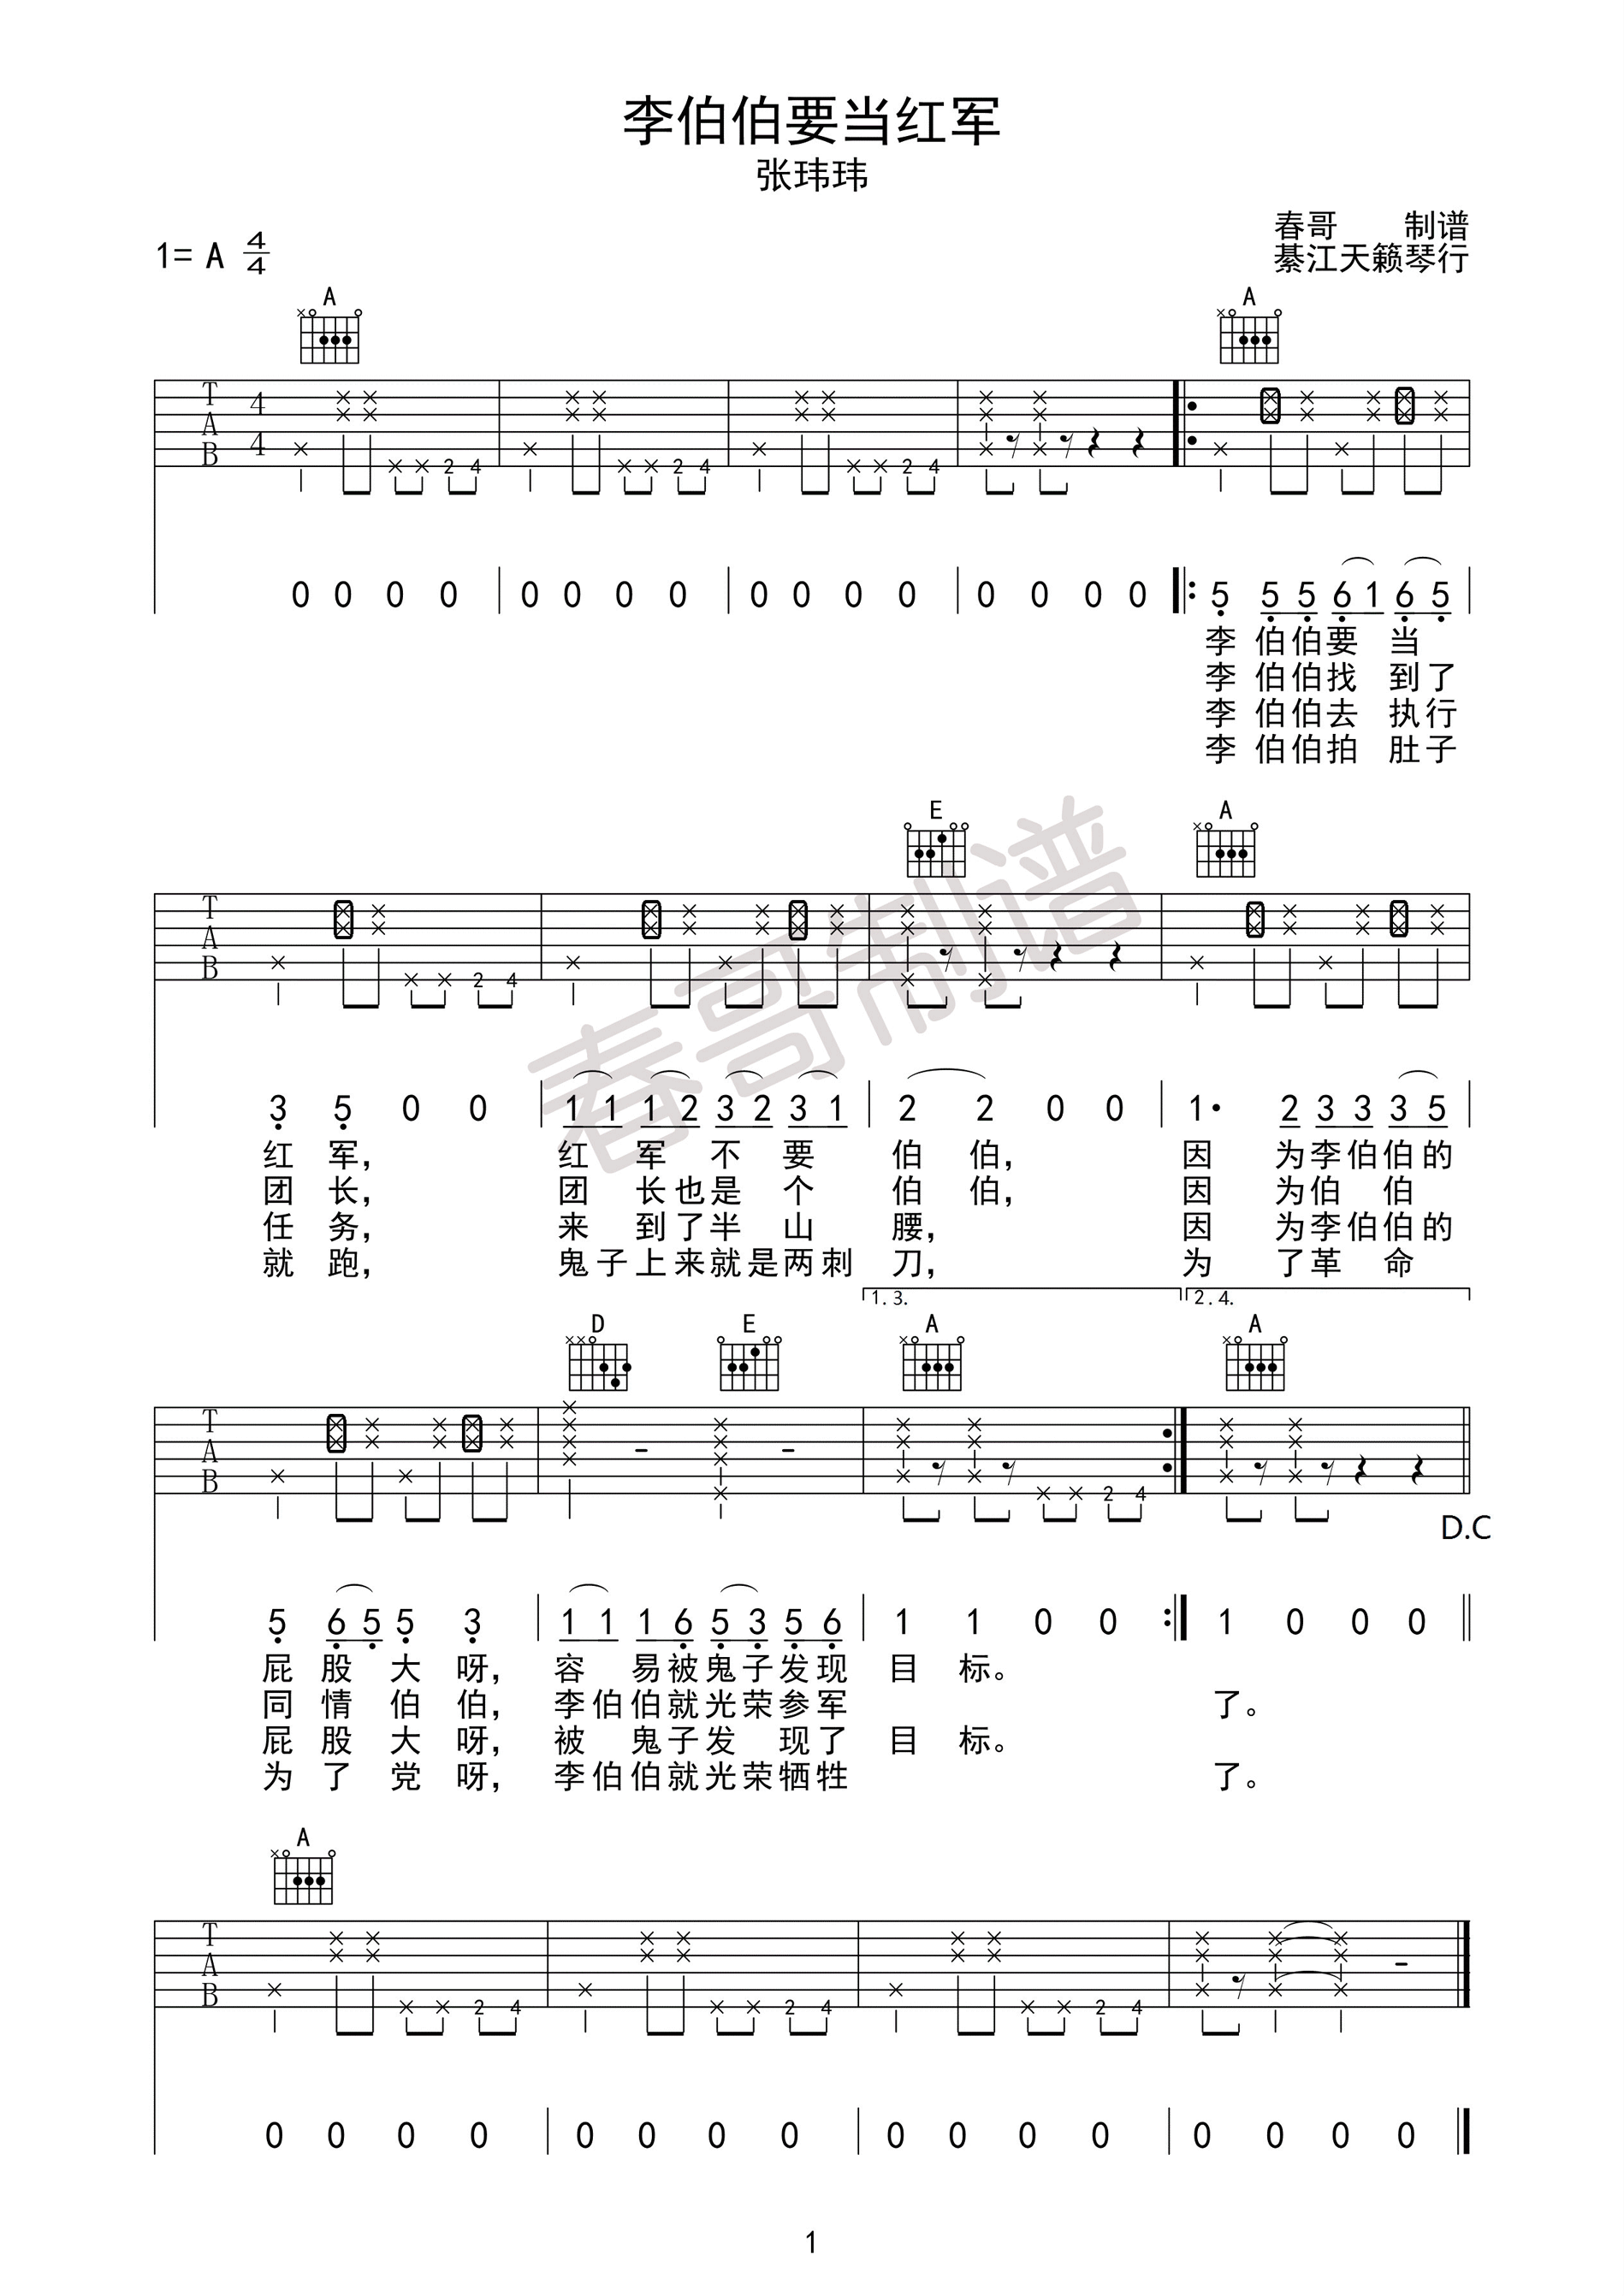 李伯伯要当红军
张玮玮
春哥 制谱
1= A 4/4
綦江天籁琴行
A A
T A B 4 4 2 4 2 4 2 4
0 0 0 0 0 0 0 0 0 0 0 0 0 0 0 0 5 5 5 6 1 6 5
李 伯伯要 当
李 伯伯找 到了
李 伯伯去 执行
李 伯伯拍 肚子
E A
T A B 2 4
春哥制谱
3 5 0 0 1 1 1 2 3 2 3 1 2 2 0 0 1· 2 3 3 3 5
红 军, 红 军 不 要 伯 伯, 因 为李伯伯的
团 长, 团 长也是 个 伯 伯, 因 为伯 伯
任 务, 来 到了半 山 腰, 因 为李伯伯的
就 跑, 鬼子上来就是两刺 刀, 为 了革 命
1. 3. 2. 4.
D E A A
T A B 2 4
D.C
5 6 5 5 3 1 1 1 6 5 3 5 6 1 1 0 0 1 0 0 0
屁 股 大 呀, 容 易被鬼子发现 目 标。
同 情 伯 伯, 李伯伯就光荣参军 了。
屁 股 大 呀, 被 鬼子发 现了 目 标。
为 了 党 呀, 李伯伯就光荣牺牲 了。
A
T A B 2 4 2 4 2 4
0 0 0 0 0 0 0 0 0 0 0 0 0 0 0 0
1